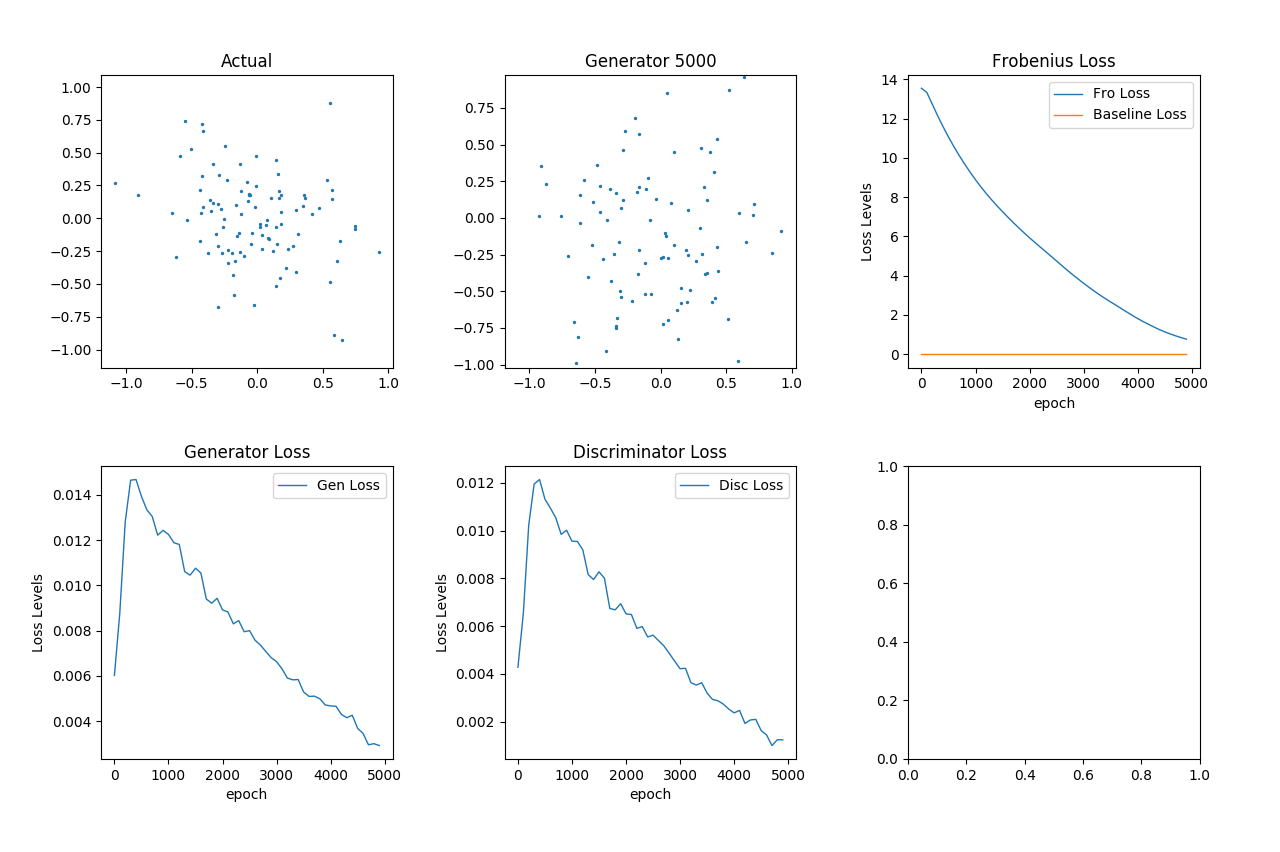 Actual
1.00
0.75
0.50
0.25
0.00
−0.25
−0.50
−0.75
−1.00
−1.0 −0.5 0.0 0.5 1.0
Generator 5000
0.75
0.50
0.25
0.00
−0.25
−0.50
−0.75
−1.00
−1.0 −0.5 0.0 0.5 1.0
Frobenius Loss
Fro Loss
Baseline Loss
Loss Levels
14
12
10
8
6
4
2
0
0 1000 2000 3000 4000 5000
epoch
Generator Loss
Gen Loss
Loss Levels
0.014
0.012
0.010
0.008
0.006
0.004
0 1000 2000 3000 4000 5000
epoch
Discriminator Loss
Disc Loss
Loss Levels
0.012
0.010
0.008
0.006
0.004
0.002
0 1000 2000 3000 4000 5000
epoch
1.0
0.8
0.6
0.4
0.2
0.0
0.0 0.2 0.4 0.6 0.8 1.0